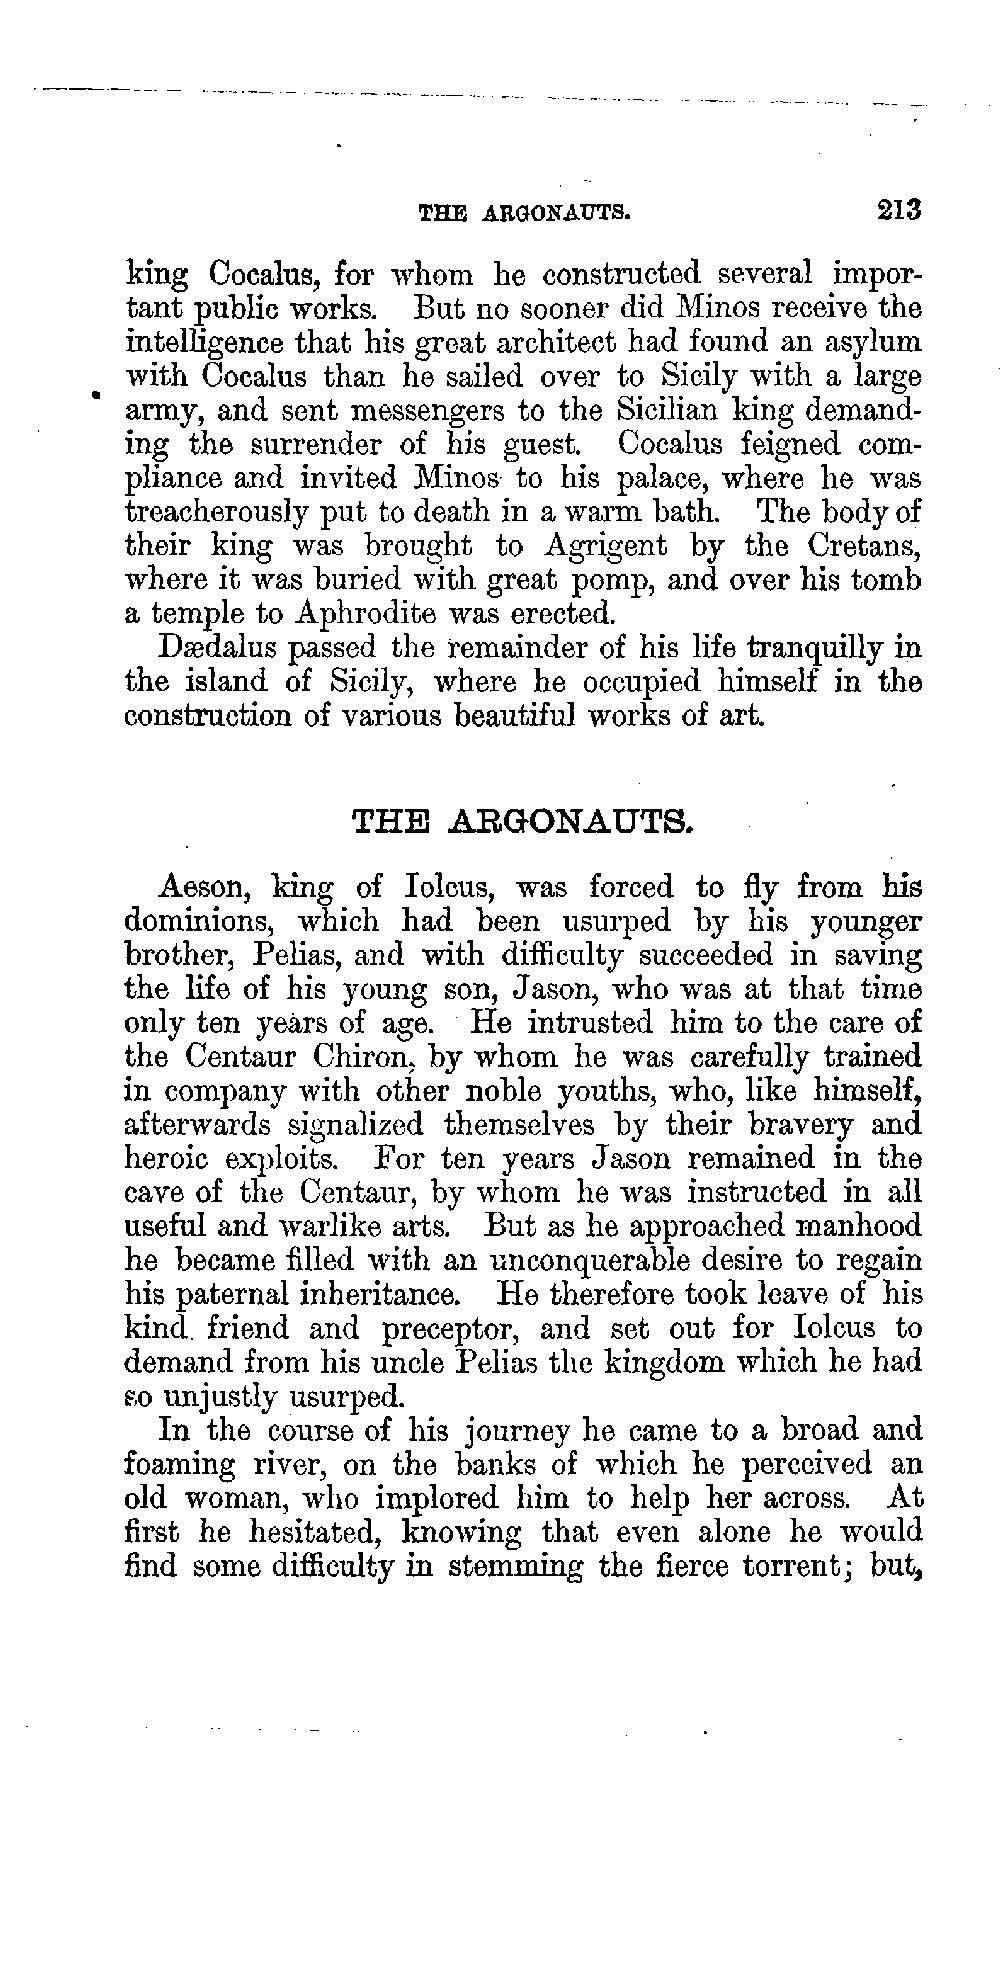 THE ARGONAUTS. 213
king Cocalus, for whom he constructed several impor-
tant public works. But no sooner did Minos receive the
intelligence that his great architect had found an asylum
with Cocalus than he sailed over to Sicily with a large
army, and sent messengers to the Sicilian king demand-
ing the surrender of his guest. Cocalus feigned com-
pliance and invited Minos to his palace, where he was
treacherously put to death in a warm bath. The body of
their king was brought to Agrigent by the Cretans,
where it was buried with great pomp, and over his tomb
a temple to Aphrodite was erected.
Dædalus passed the remainder of his life tranquilly in
the island of Sicily, where he occupied himself in the
construction of various beautiful works of art.
THE ARGONAUTS.
Aeson, king of Iolcus, was forced to fly from his
dominions, which had been usurped by his younger
brother, Pelias, and with difficulty succeeded in saving
the life of his young son, Jason, who was at that time
only ten years of age. He intrusted him to the care of
the Centaur Chiron, by whom he was carefully trained
in company with other noble youths, who, like himself,
afterwards signalized themselves by their bravery and
heroic exploits. For ten years Jason remained in the
cave of the Centaur, by whom he was instructed in all
useful and warlike arts. But as he approached manhood
he became filled with an unconquerable desire to regain
his paternal inheritance. He therefore took leave of his
kind friend and preceptor, and set out for Iolcus to
demand from his uncle Pelias the kingdom which he had
so unjustly usurped.
In the course of his journey he came to a broad and
foaming river, on the banks of which he perceived an
old woman, who implored him to help her across. At
first he hesitated, knowing that even alone he would
find some difficulty in stemming the fierce torrent; but,